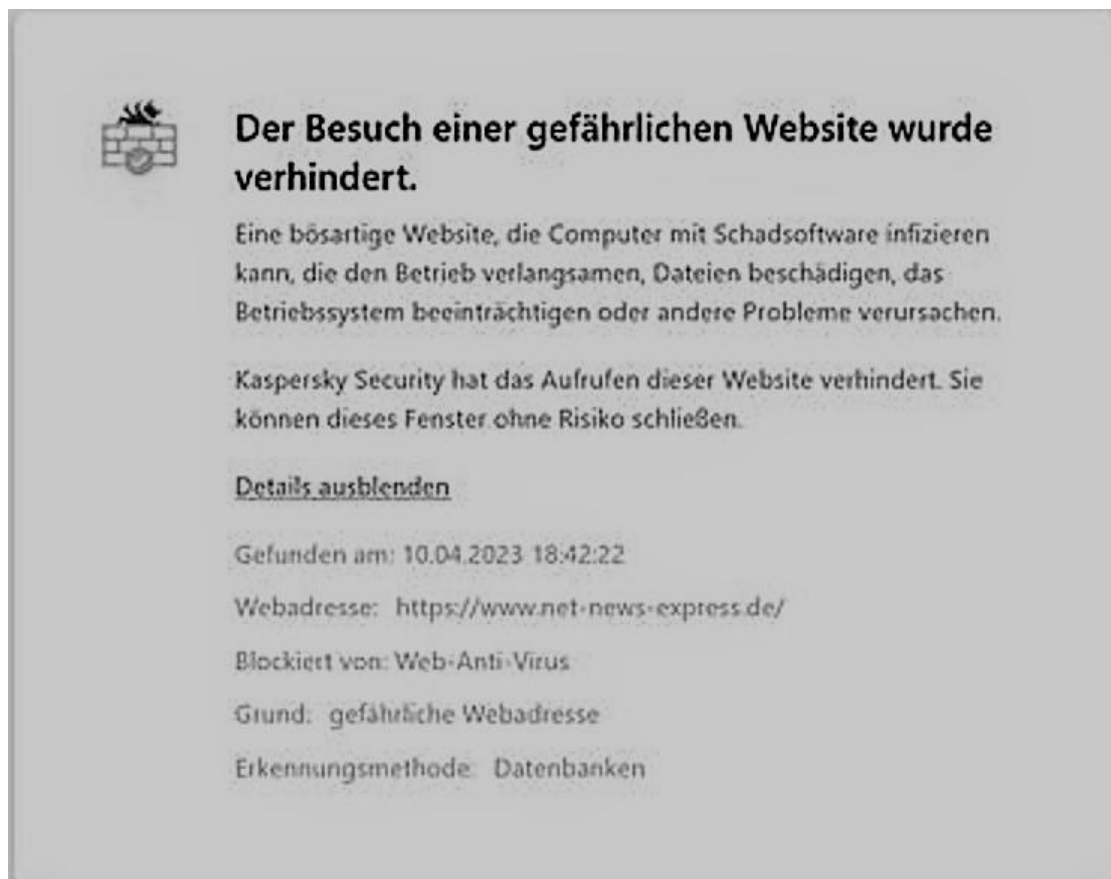 Der Besuch einer gefährlichen Website wurde
verhindert.
Eine bösartige Website, die Computer mit Schadsoftware infizieren
kann, die den Betrieb verlangsamen, Dateien beschädigen, das
Betriebssystem beeinträchtigen oder andere Probleme verursachen.
Kaspersky Security hat das Aufrufen dieser Website verhindert. Sie
können dieses Fenster ohne Risiko schließen.
Details ausblenden
Gefunden am: 10.04.2023 18:42:22
Webadresse: https://www.net-news-express.de/
Blockiert von: Web-Anti-Virus
Grund: gefährliche Webadresse
Erkennungsmethode: Datenbanken